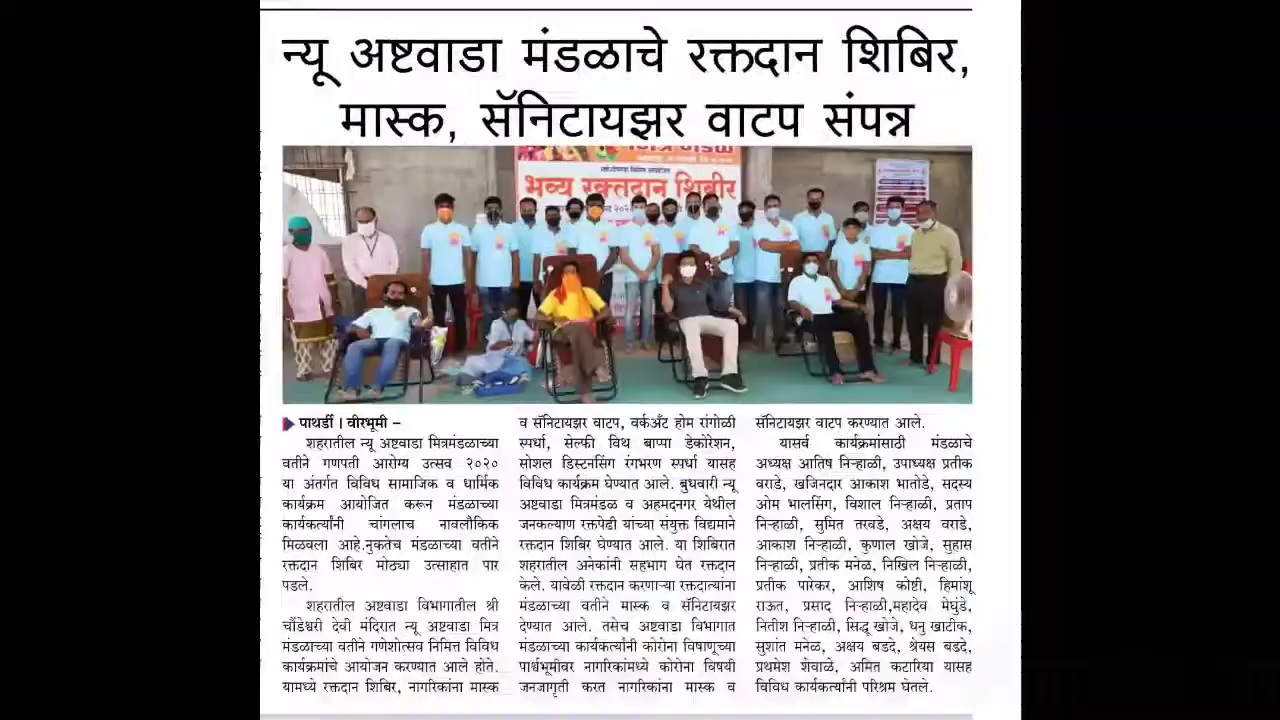 न्यू अष्टवाडा मंडळाचे रक्तदान शिबिर,
मास्क, सॅनिटायझर वाटप संपन्न
भव्य रक्तदान शिबीर
पाथर्डी । वीरभूमी –
शहरातील न्यू अष्टवाडा मित्रमंडळाच्या
वतीने गणपती आरोग्य उत्सव २०२०
या अंतर्गत विविध सामाजिक व धार्मिक
कार्यक्रम आयोजित करून मंडळाच्या
कार्यकर्त्यांनी चांगलाच नावलौकिक
मिळवला आहे.नुकतेच मंडळाच्या वतीने
रक्तदान शिबिर मोठ्या उत्साहात पार
पडले.
शहरातील अष्टवाडा विभागातील श्री
चौंडेश्वरी देवी मंदिरात न्यू अष्टवाडा मित्र
मंडळाच्या वतीने गणेशोत्सव निमित्त विविध
कार्यक्रमांचे आयोजन करण्यात आले होते.
यामध्ये रक्तदान शिबिर, नागरिकांना मास्क
व सॅनिटायझर वाटप, वर्कअँट होम रांगोळी
स्पर्धा, सेल्फी विथ बाप्पा डेकोरेशन,
सोशल डिस्टनसिंग रंगभरण स्पर्धा यासह
विविध कार्यक्रम घेण्यात आले. बुधवारी न्यू
अष्टवाडा मित्रमंडळ व अहमदनगर येथील
जनकल्याण रक्तपेढी यांच्या संयुक्त विद्यमाने
रक्तदान शिबिर घेण्यात आले. या शिबिरात
शहरातील अनेकांनी सहभाग घेत रक्तदान
केले. यावेळी रक्तदान करणाऱ्या रक्तदात्यांना
मंडळाच्या वतीने मास्क व सॅनिटायझर
देण्यात आले. तसेच अष्टवाडा विभागात
मंडळाच्या कार्यकर्त्यांनी कोरोना विषाणूच्या
पार्श्वभूमीवर नागरिकांमध्ये कोरोना विषयी
जनजागृती करत नागरिकांना मास्क व
सॅनिटायझर वाटप करण्यात आले.
यासर्व कार्यक्रमांसाठी मंडळाचे
अध्यक्ष आतिष निऱ्हाळी, उपाध्यक्ष प्रतीक
वराडे, खजिनदार आकाश भातोडे, सदस्य
ओम भालसिंग, विशाल निऱ्हाळी, प्रताप
निऱ्हाळी, सुमित तरवडे, अक्षय वराडे,
आकाश निऱ्हाळी, कुणाल खोजे, सुहास
निऱ्हाळी, प्रतीक मनेळ, निखिल निऱ्हाळी,
प्रतीक पारेकर, आशिष कोष्टी, हिमांशू
राऊत, प्रसाद निऱ्हाळी,महादेव मेघुंडे,
नितीश निऱ्हाळी, सिद्धू खोजे, धनु खाटीक,
सुशांत मनेळ, अक्षय बडदे, श्रेयस बडदे,
प्रथमेश शेवाळे, अमित कटारिया यासह
विविध कार्यकर्त्यांनी परिश्रम घेतले.